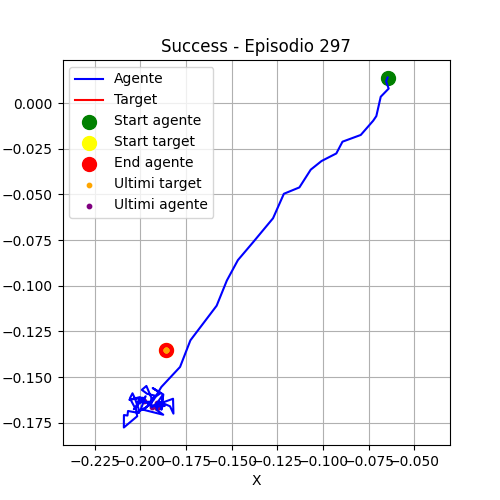 Success - Episodio 297
Agente
Target
Start agente
Start target
End agente
Ultimi target
Ultimi agente
0.000
−0.025
−0.050
−0.075
−0.100
−0.125
−0.150
−0.175
−0.225 −0.200 −0.175 −0.150 −0.125 −0.100 −0.075 −0.050
X